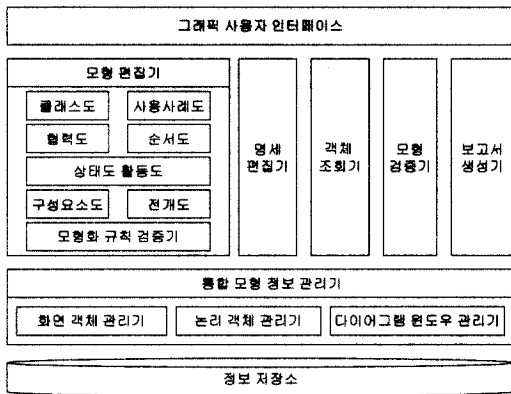 그래픽 사용자 인터페이스
모형 편집기
클래스도
사용사례도
협력도
순서도
상태도 활동도
구성요소도
전개도
모형화 규칙 검증기
명세
편집기
객체
조회기
모형
검증기
보고서
생성기
통합 모형 정보 관리기
화면 객체 관리기
논리 객체 관리기
다이어그램 윈도우 관리기
정보 저장소